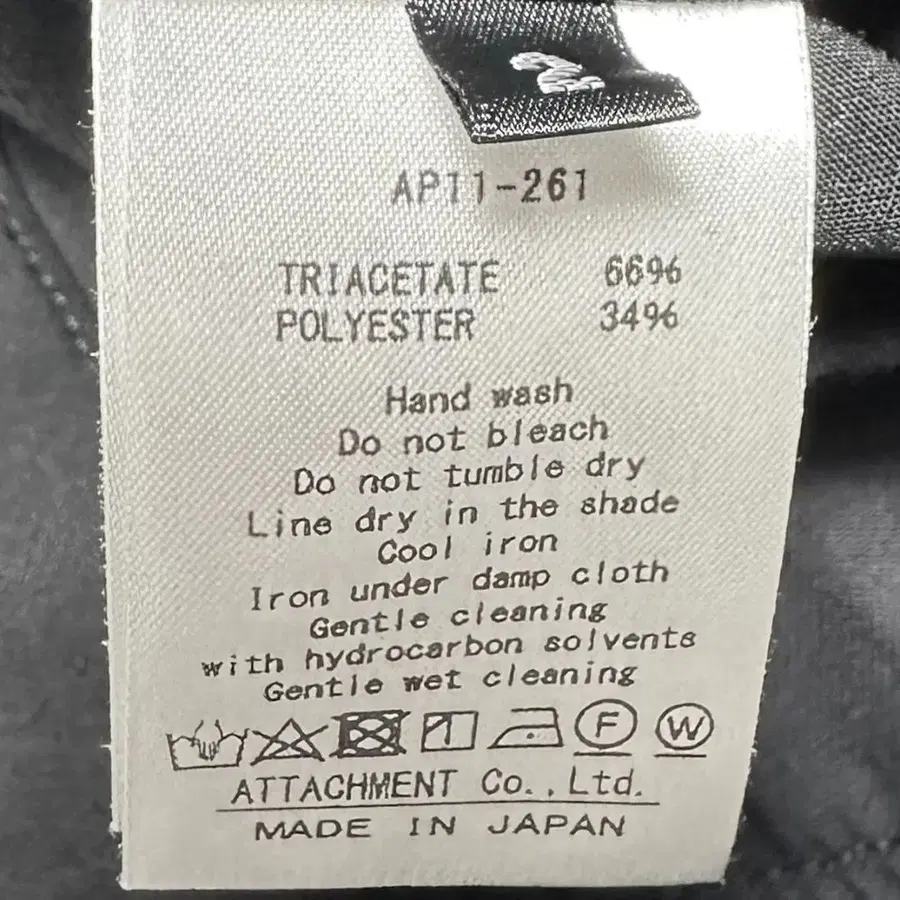 2
AP11-261
TRIACETATE 66%
POLYESTER 34%
Hand wash
Do not bleach
Do not tumble dry
Line dry in the shade
Cool iron
Iron under damp cloth
Gentle cleaning
with hydrocarbon solvents
Gentle wet cleaning
F W
ATTACHMENT Co.,Ltd.
MADE IN JAPAN